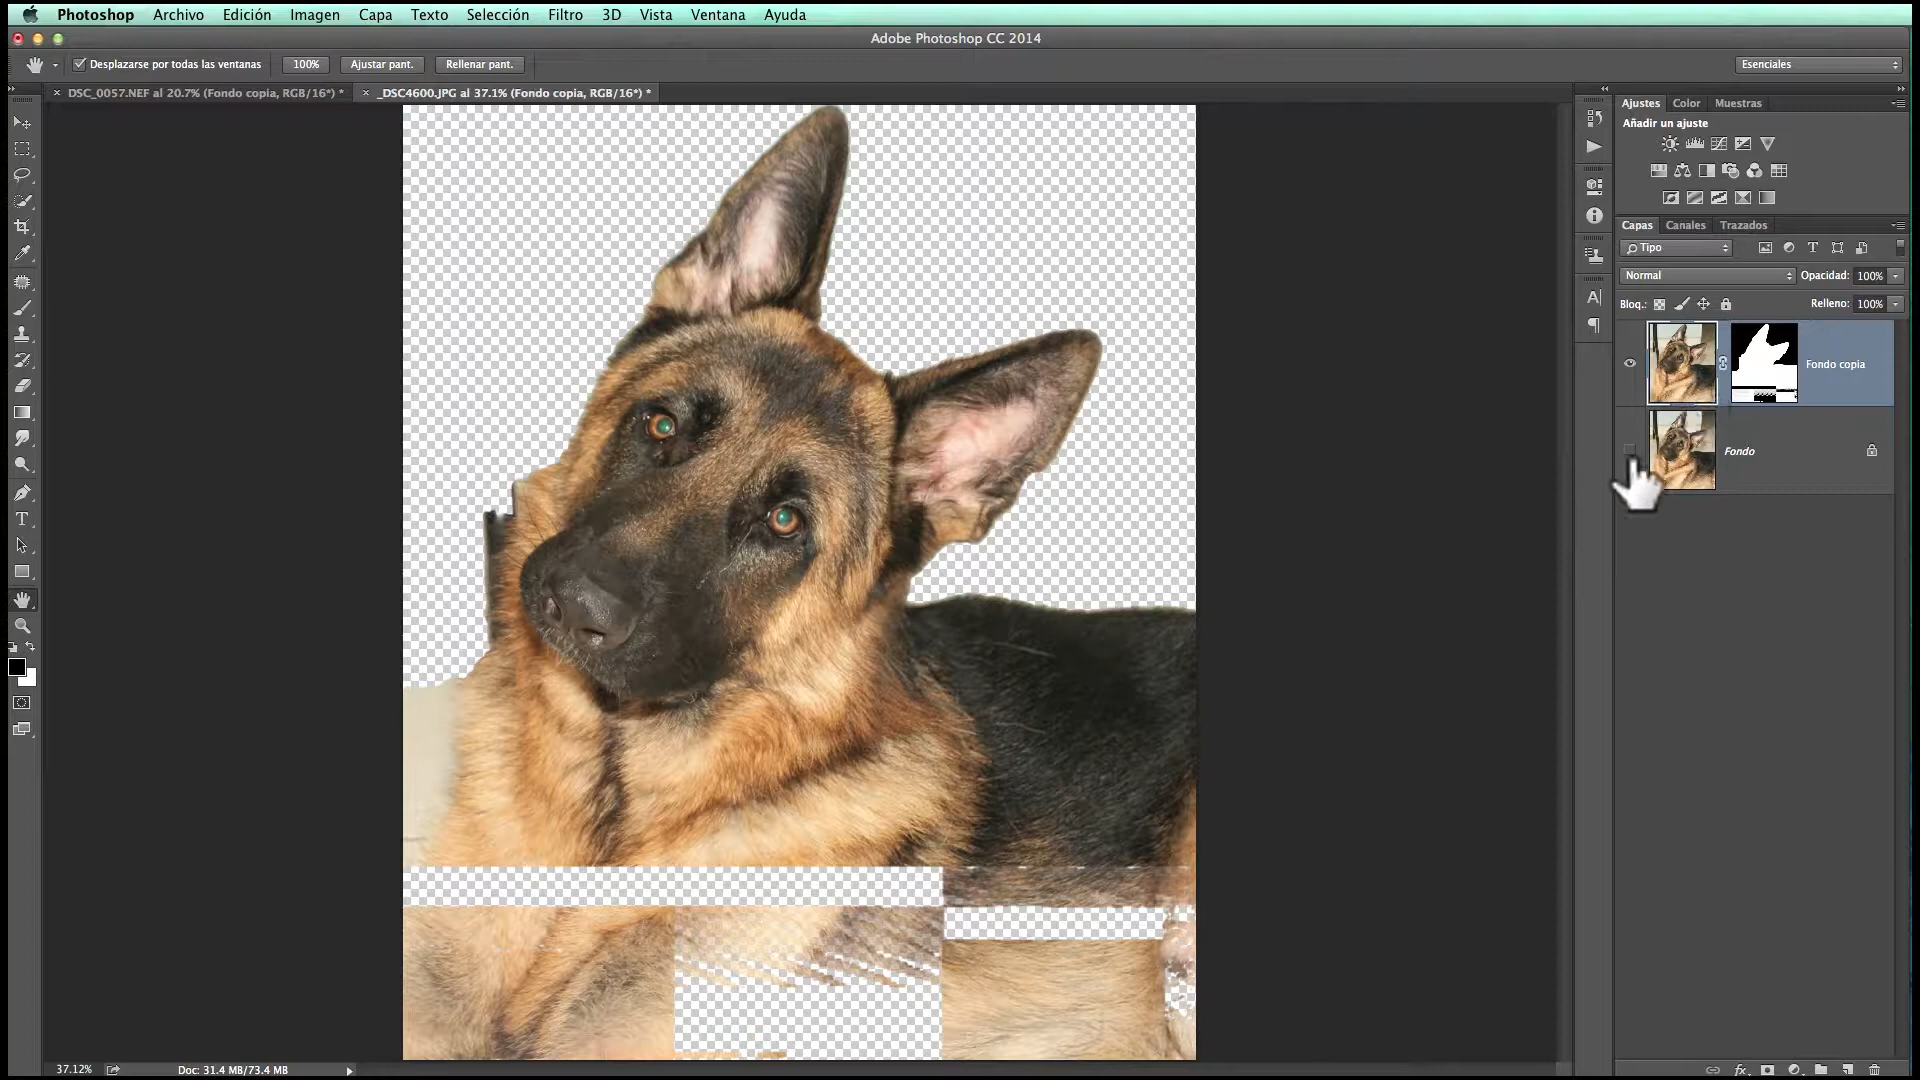 Photoshop Archivo Edición Imagen Capa Texto Selección Filtro 3D Vista Ventana Ayuda
Adobe Photoshop CC 2014
Desplazarse por todas las ventanas 100% Ajustar pant. Rellenar pant. Esenciales
× DSC_0057.NEF al 20.7% (Fondo copia, RGB/16*) * × _DSC4600.JPG al 37.1% (Fondo copia, RGB/16*) *
Ajustes Color Muestras
Añadir un ajuste
Capas Canales Trazados
Tipo
Normal Opacidad: 100%
Bloq.: Relleno: 100%
Fondo copia
Fondo
37.12% Doc: 31.4 MB/73.4 MB